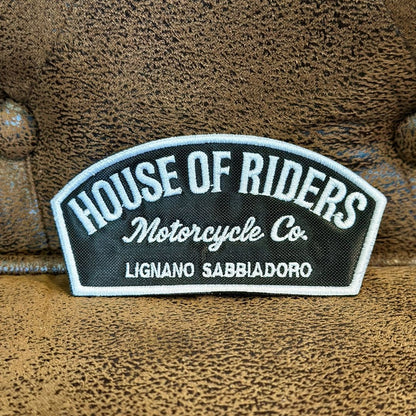 HOUSE OF RIDERS
Motorcycle Co.
LIGNANO SABBIADORO